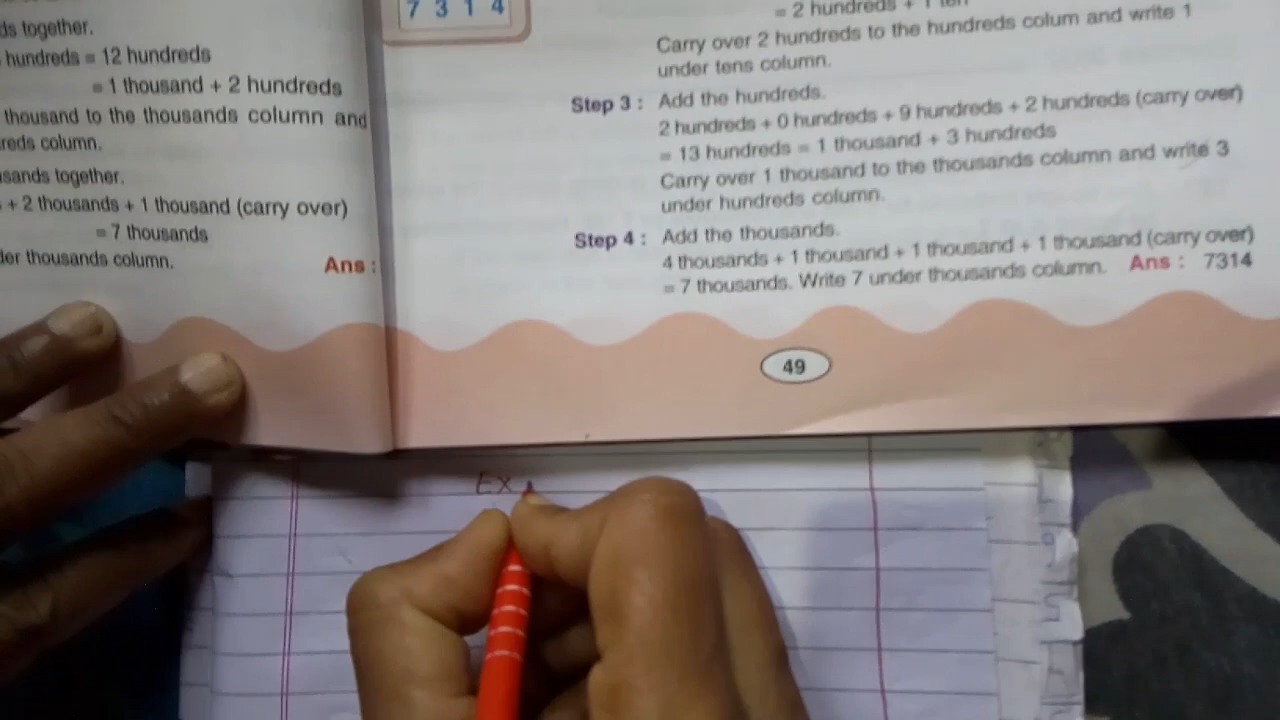 ds together.
hundreds = 12 hundreds
= 1 thousand + 2 hundreds
thousand to the thousands column and
reds column.
sands together.
+ 2 thousands + 1 thousand (carry over)
= 7 thousands
der thousands column.
Ans :
7 3 1 4
= 2 hundreds + 1 ten
Carry over 2 hundreds to the hundreds colum and write 1
under tens column.
Step 3 : Add the hundreds.
2 hundreds + 0 hundreds + 9 hundreds + 2 hundreds (carry over)
= 13 hundreds = 1 thousand + 3 hundreds
Carry over 1 thousand to the thousands column and write 3
under hundreds column.
Step 4 : Add the thousands.
4 thousands + 1 thousand + 1 thousand + 1 thousand (carry over)
= 7 thousands. Write 7 under thousands column. Ans : 7314
49
Ex